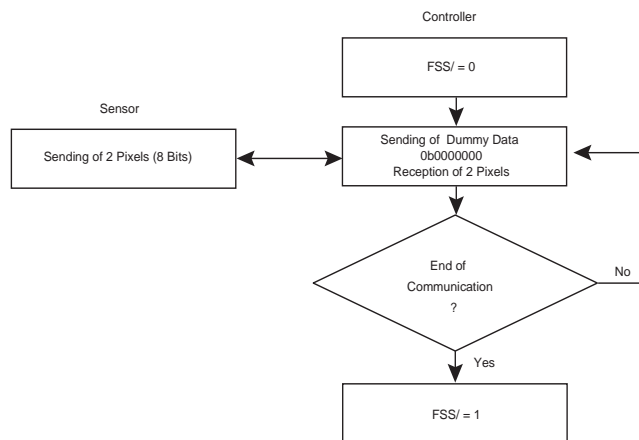 Controller
FSS/ = 0
Sensor
Sending of 2 Pixels (8 Bits)
Sending of Dummy Data
0b0000000
Reception of 2 Pixels
End of
Communication
?
No
Yes
FSS/ = 1